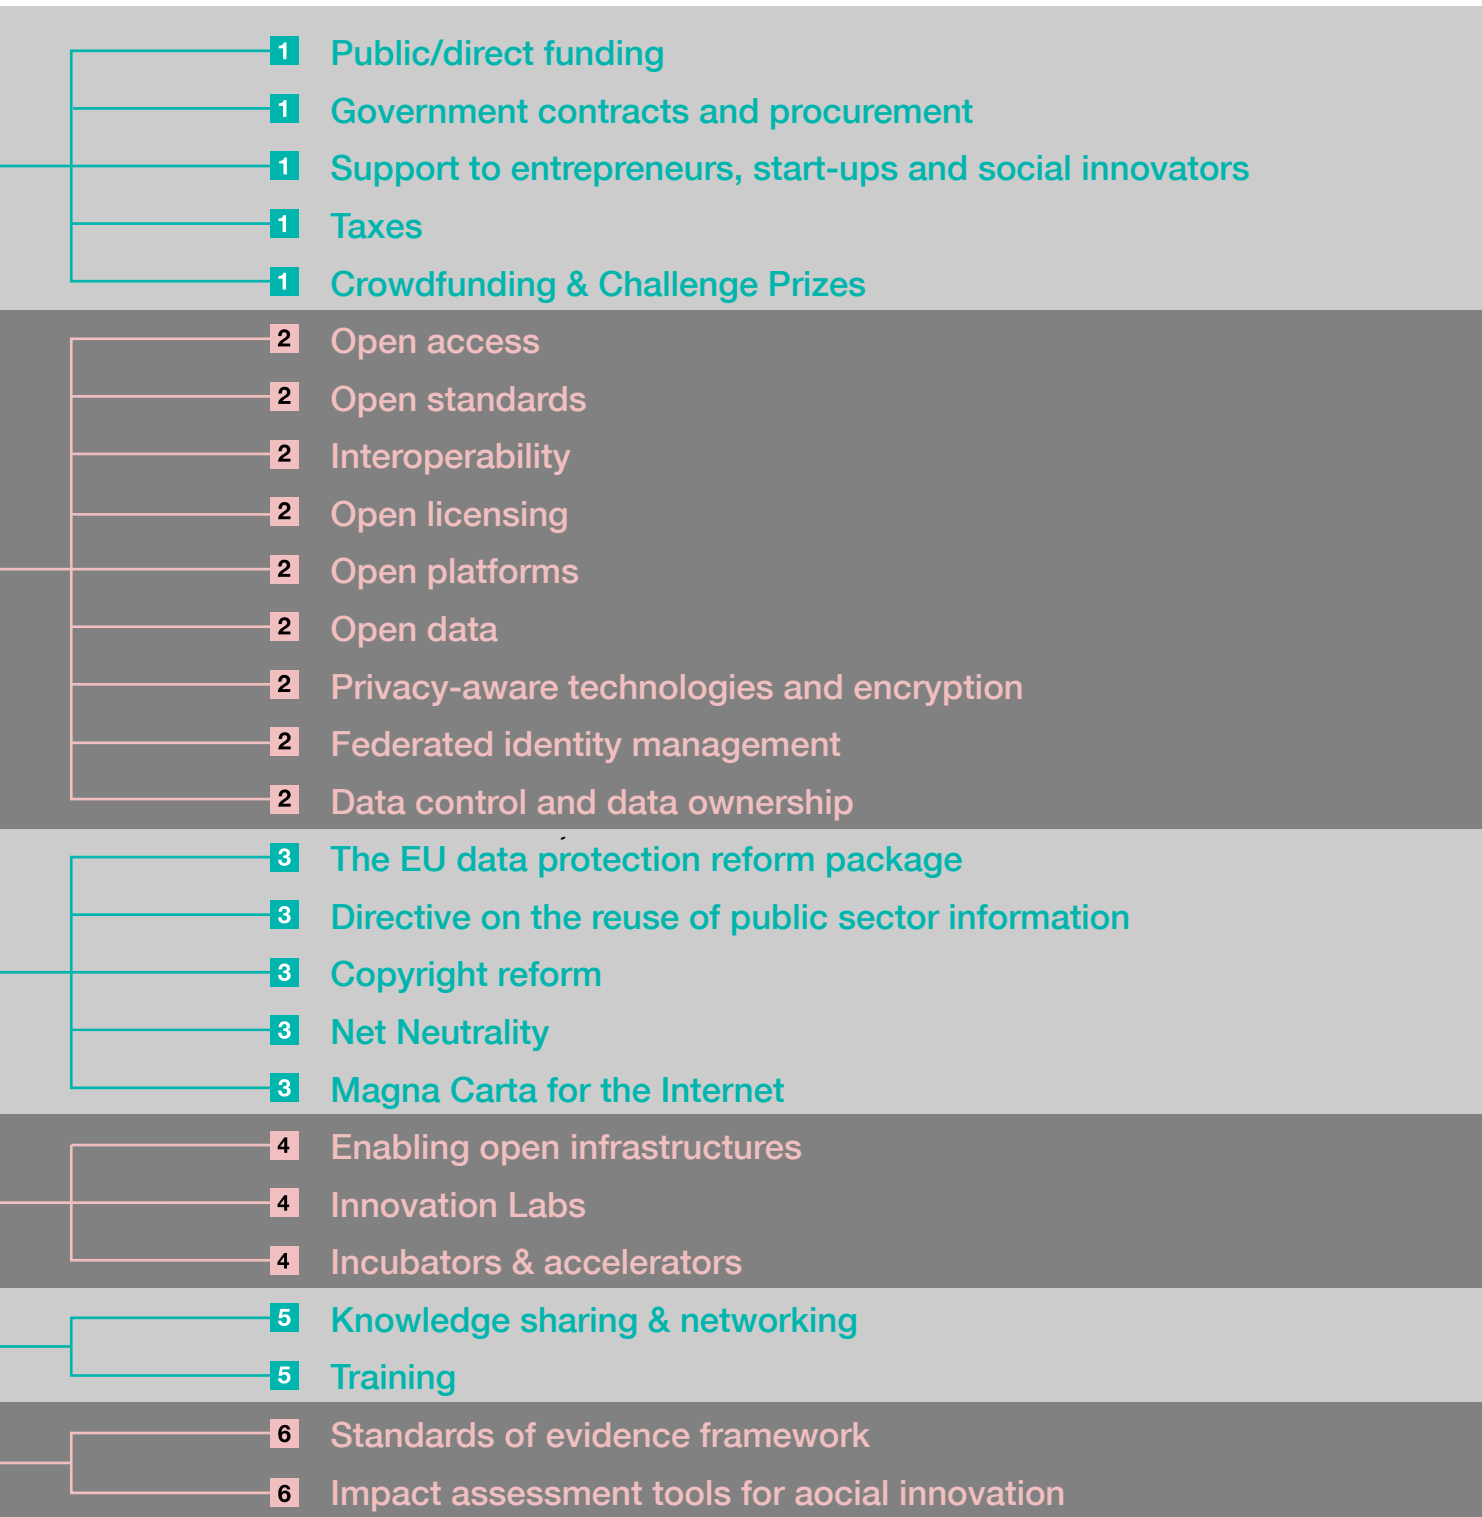 1 Public/direct funding
1 Government contracts and procurement
1 Support to entrepreneurs, start-ups and social innovators
1 Taxes
1 Crowdfunding & Challenge Prizes
2 Open access
2 Open standards
2 Interoperability
2 Open licensing
2 Open platforms
2 Open data
2 Privacy-aware technologies and encryption
2 Federated identity management
2 Data control and data ownership
3 The EU data protection reform package
3 Directive on the reuse of public sector information
3 Copyright reform
3 Net Neutrality
3 Magna Carta for the Internet
4 Enabling open infrastructures
4 Innovation Labs
4 Incubators & accelerators
5 Knowledge sharing & networking
5 Training
6 Standards of evidence framework
6 Impact assessment tools for aocial innovation